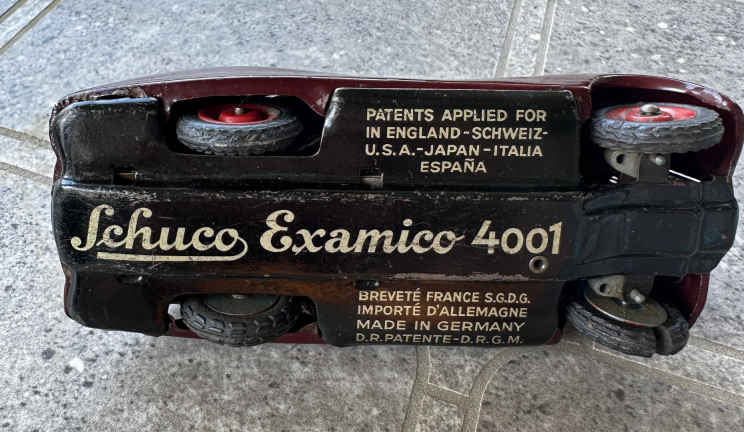 PATENTS APPLIED FOR
IN ENGLAND-SCHWEIZ-
U.S.A.-JAPAN-ITALIA
ESPAÑA
Schuco Examico 4001
BREVETÉ FRANCE S.G.D.G.
IMPORTÉ D'ALLEMAGNE
MADE IN GERMANY
D.R.PATENTE-D.R.G.M.